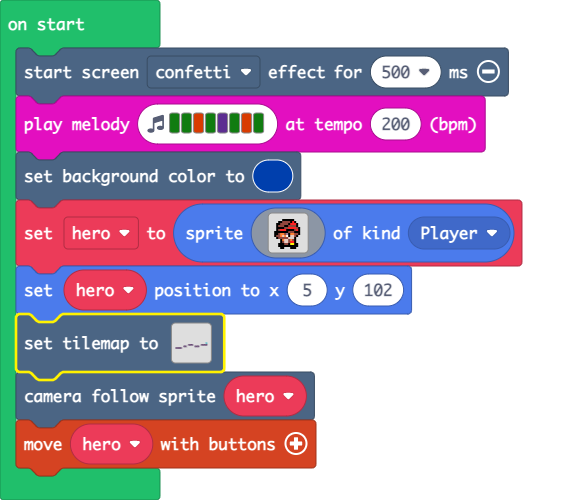 on start
start screen confetti effect for 500 ms
play melody at tempo 200 (bpm)
set background color to
set hero to sprite of kind Player
set hero position to x 5 y 102
set tilemap to
camera follow sprite hero
move hero with buttons